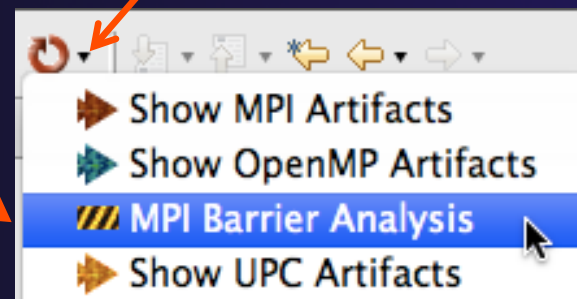 Show MPI Artifacts
Show OpenMP Artifacts
MPI Barrier Analysis
Show UPC Artifacts